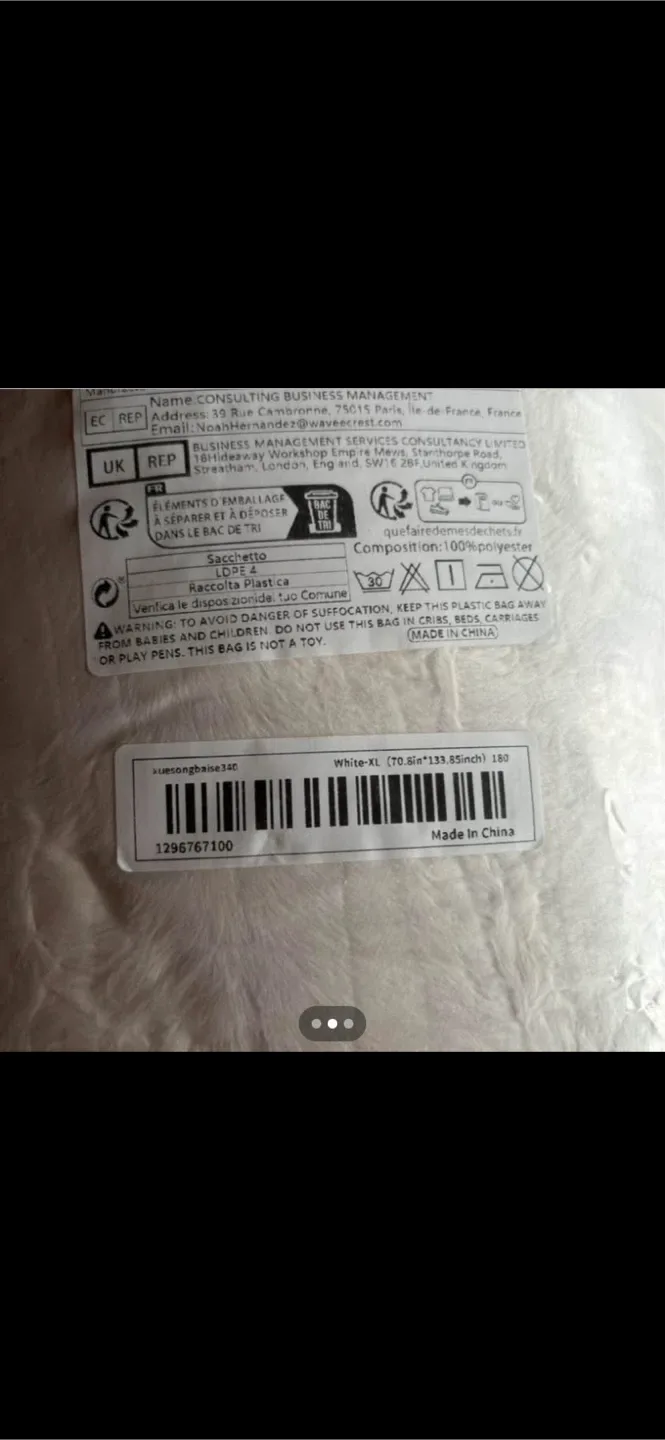 Name:CONSULTING BUSINESS MANAGEMENT
EC REP
Address: 39 Rue Cambronne, 75015 Paris, Île-de-France, France
Email: NoahHernandez@waveecrest.com
UK REP
BUSINESS MANAGEMENT SERVICES CONSULTANCY LIMITED
Workshop Empire Mews, Stanthorpe Road,
Streatham, London, England, SW16 2BF,United Kingdom
FR
ÉLÉMENTS D'EMBALLAGE
À SÉPARER ET À DÉPOSER
DANS LE BAC DE TRI
BAC
DE
TRI
FR
ou
quefairedemesdechets.fr
Composition:100%polyester
Sacchetto
LDPE 4
Raccolta Plastica
Verifica le disposizioni del tuo Comune
30
WARNING: TO AVOID DANGER OF SUFFOCATION, KEEP THIS PLASTIC BAG AWAY
FROM BABIES AND CHILDREN. DO NOT USE THIS BAG IN CRIBS, BEDS, CARRIAGES
OR PLAY PENS. THIS BAG IS NOT A TOY.
MADE IN CHINA
xuesongbaise340
White-XL (70.8in*133.85inch) 180
1296767100
Made In China